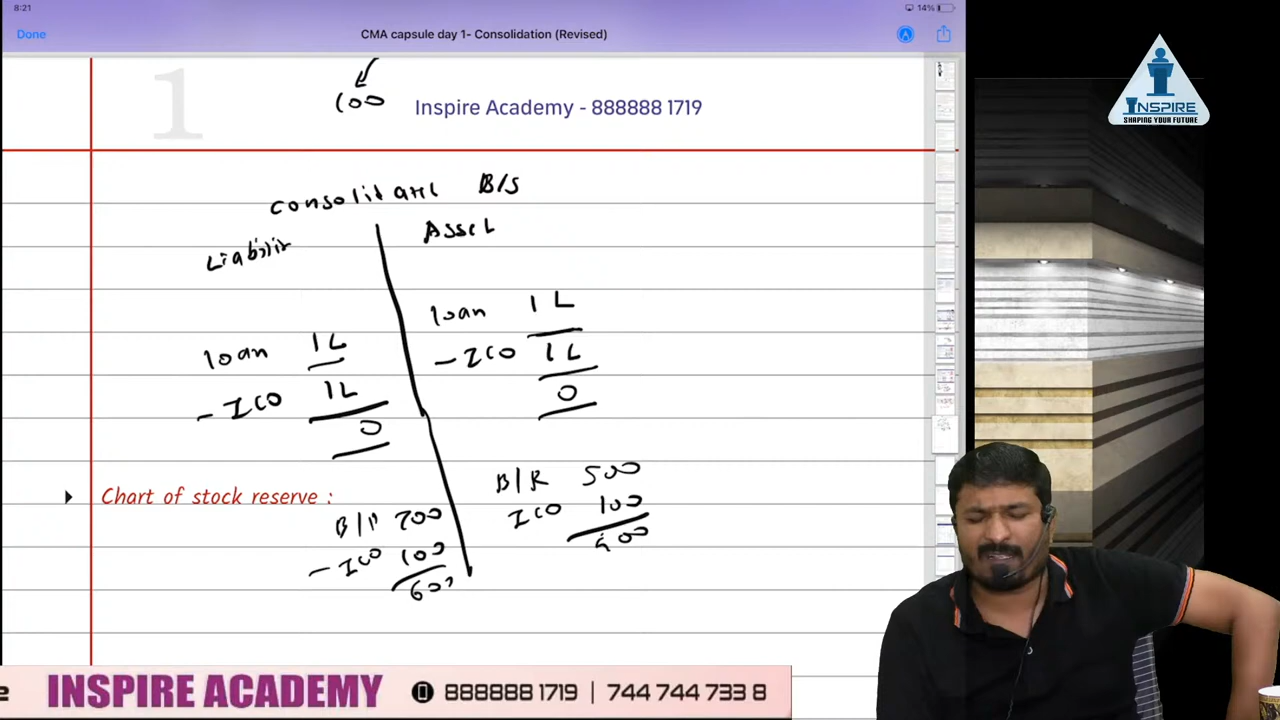 8:21
14%
Done
CMA capsule day 1- Consolidation (Revised)
1
100
Inspire Academy - 888888 1719
INSPIRE
SHAPING YOUR FUTURE
B/S
Liabilit
Asset
loan 1L
- ICO 1L
0
loan 1L
- ICO 1L
0
Chart of stock reserve :
B/R 500
ICO 100
400
B/P 700
- ICO 100
600
INSPIRE ACADEMY 888888 1719 | 744 744 733 8